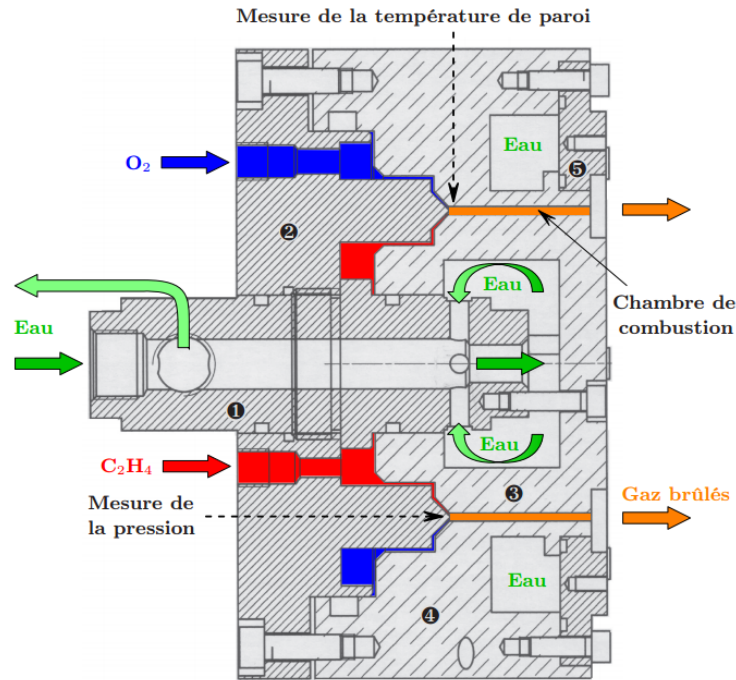 Mesure de la température de paroi
Eau
O₂
❺
❷
Eau
Chambre de
combustion
Eau
❶
Eau
C₂H₄
❸
Gaz brûlés
Mesure de
la pression
Eau
❹